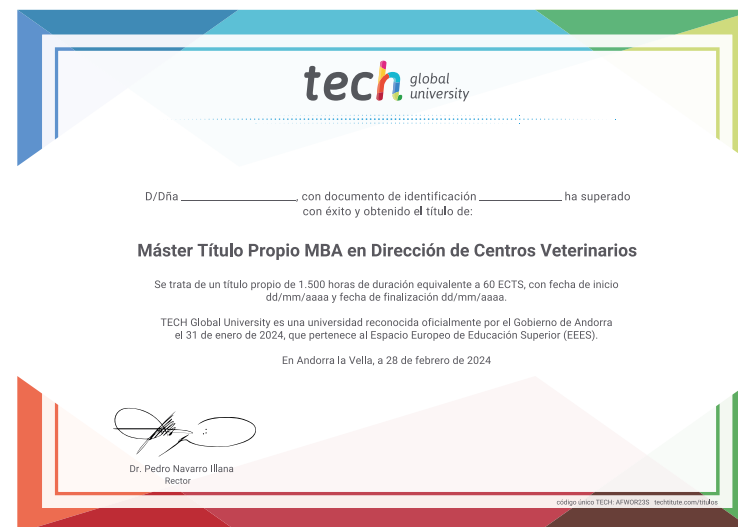 tech global
university
D/Dña ____________, con documento de identificación ____________ ha superado
con éxito y obtenido el título de:
Máster Título Propio MBA en Dirección de Centros Veterinarios
Se trata de un título propio de 1.500 horas de duración equivalente a 60 ECTS, con fecha de inicio
dd/mm/aaaa y fecha de finalización dd/mm/aaaa.
TECH Global University es una universidad reconocida oficialmente por el Gobierno de Andorra
el 31 de enero de 2024, que pertenece al Espacio Europeo de Educación Superior (EEES).
En Andorra la Vella, a 28 de febrero de 2024
Dr. Pedro Navarro Illana
Rector
código único TECH: AFWOR23S techtitute.com/titulos